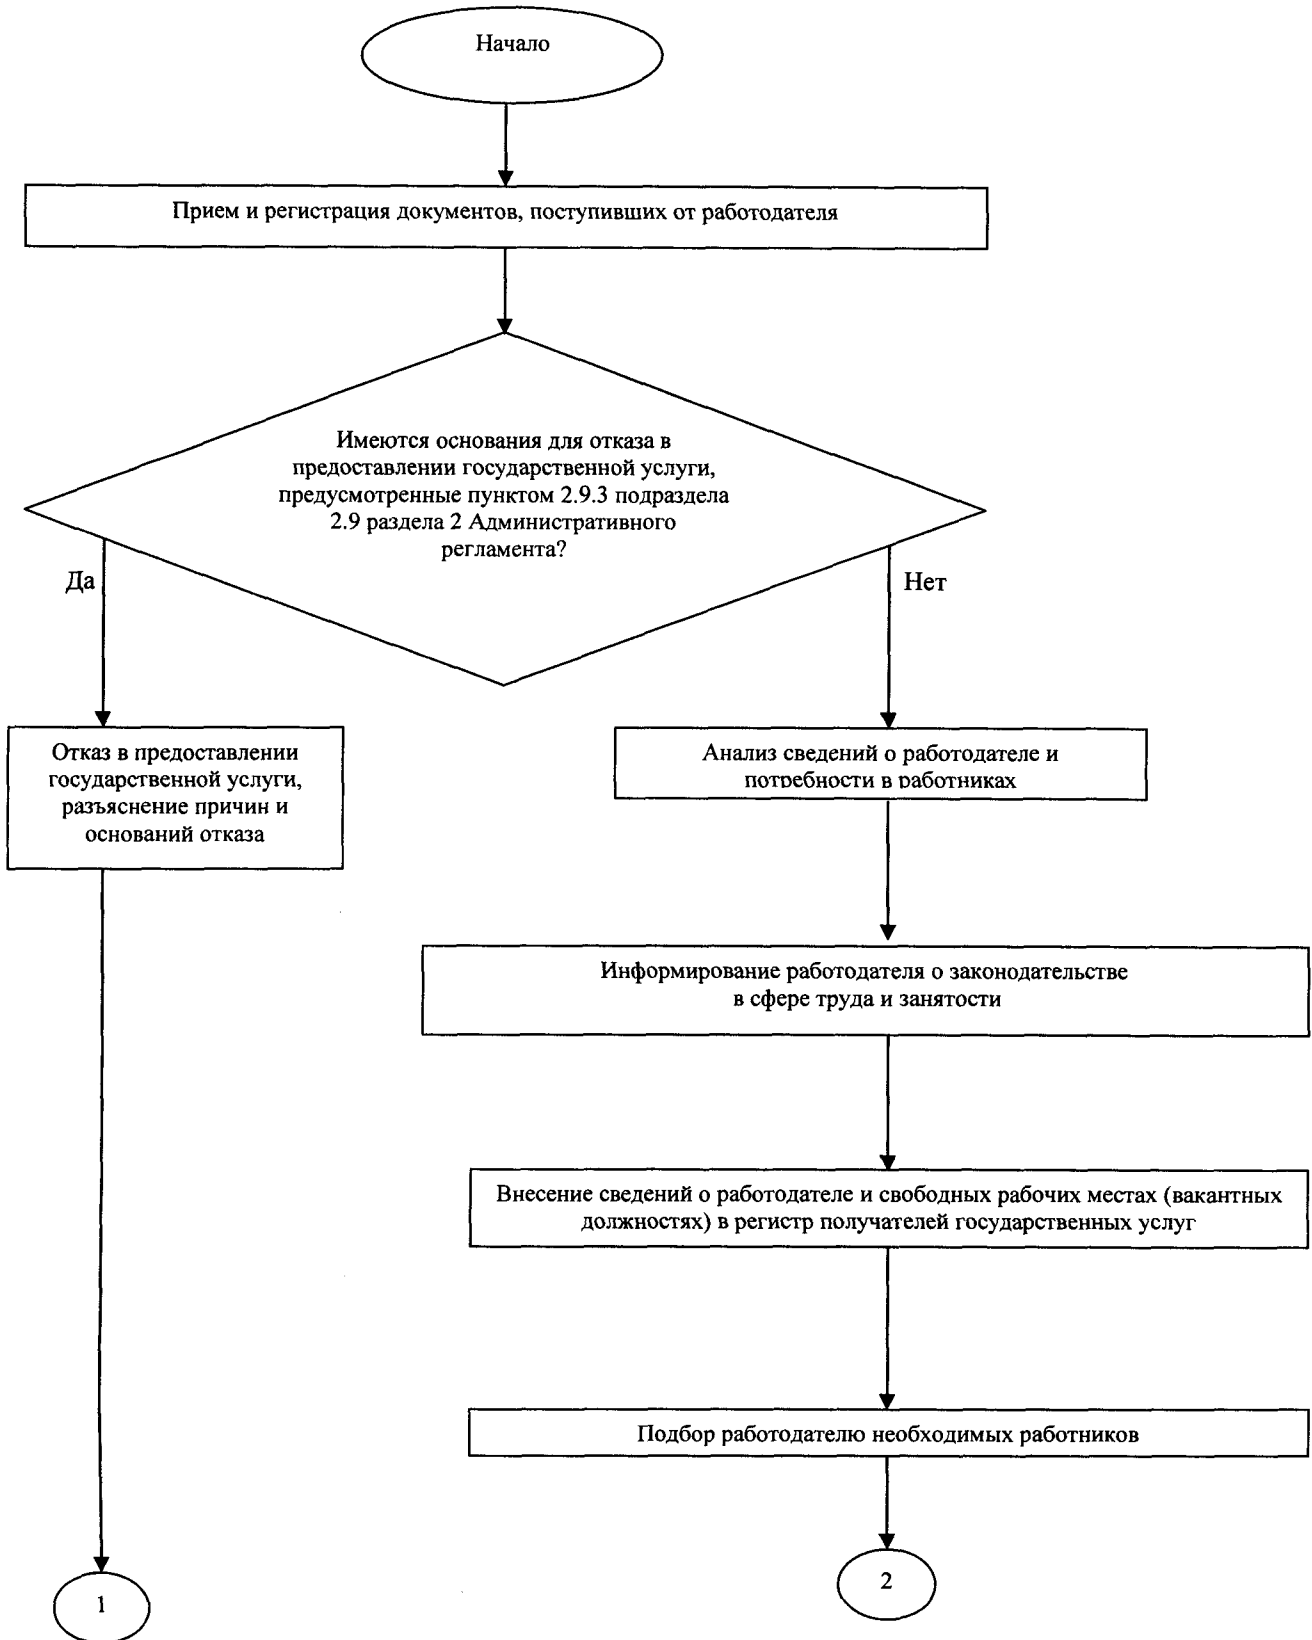 Начало
Прием и регистрация документов, поступивших от работодателя
Имеются основания для отказа в
предоставлении государственной услуги,
предусмотренные пунктом 2.9.3 подраздела
2.9 раздела 2 Административного
регламента?
Да
Нет
Отказ в предоставлении
государственной услуги,
разъяснение причин и
оснований отказа
Анализ сведений о работодателе и
потребности в работниках
Информирование работодателя о законодательстве
в сфере труда и занятости
Внесение сведений о работодателе и свободных рабочих местах (вакантных
должностях) в регистр получателей государственных услуг
Подбор работодателю необходимых работников
2
1